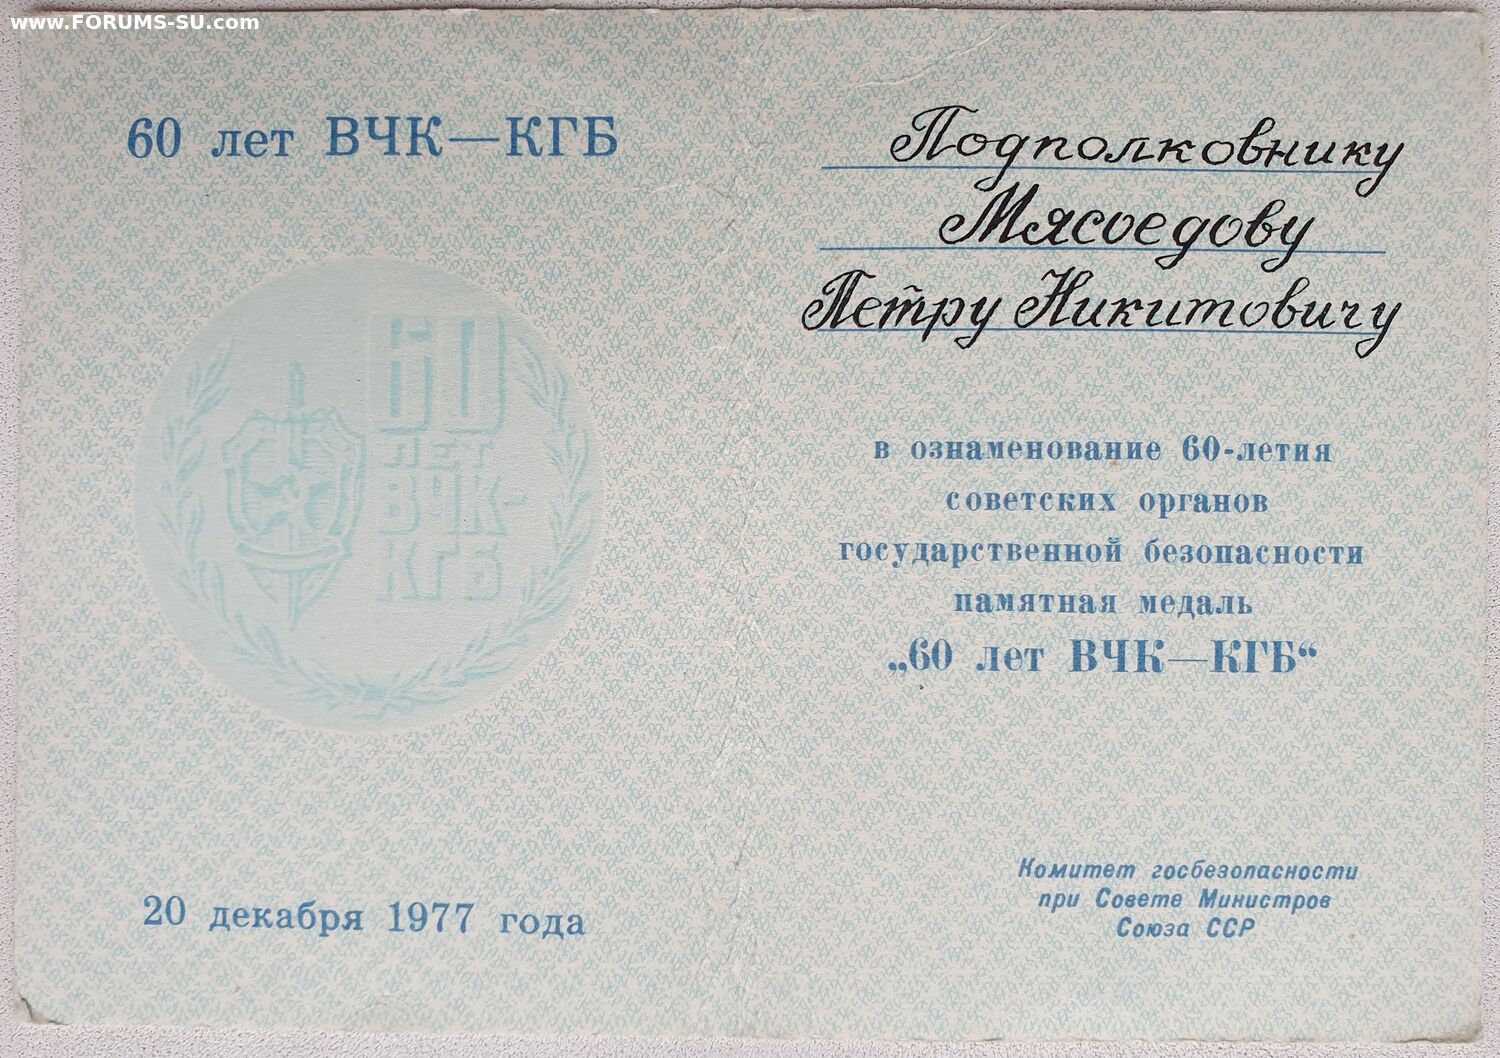 www.FORUMS-SU.com
60 лет ВЧК—КГБ
60
ЛЕТ
ВЧК-
КГБ
20 декабря 1977 года
Подполковнику
Мясоедову
Петру Никитовичу
в ознаменование 60-летия
советских органов
государственной безопасности
памятная медаль
„60 лет ВЧК—КГБ“
Комитет госбезопасности
при Совете Министров
Союза ССР